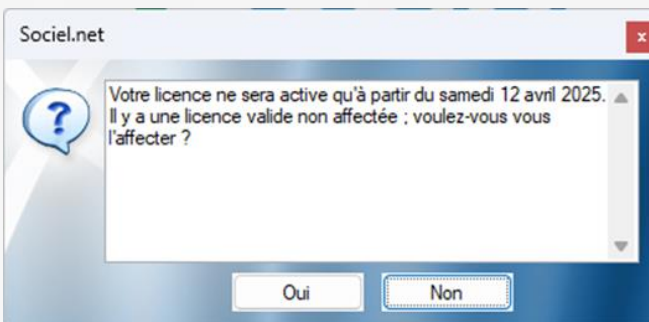 Sociel.net
x
Votre licence ne sera active qu'à partir du samedi 12 avril 2025.
Il y a une licence valide non affectée ; voulez-vous vous
l'affecter ?
Oui
Non